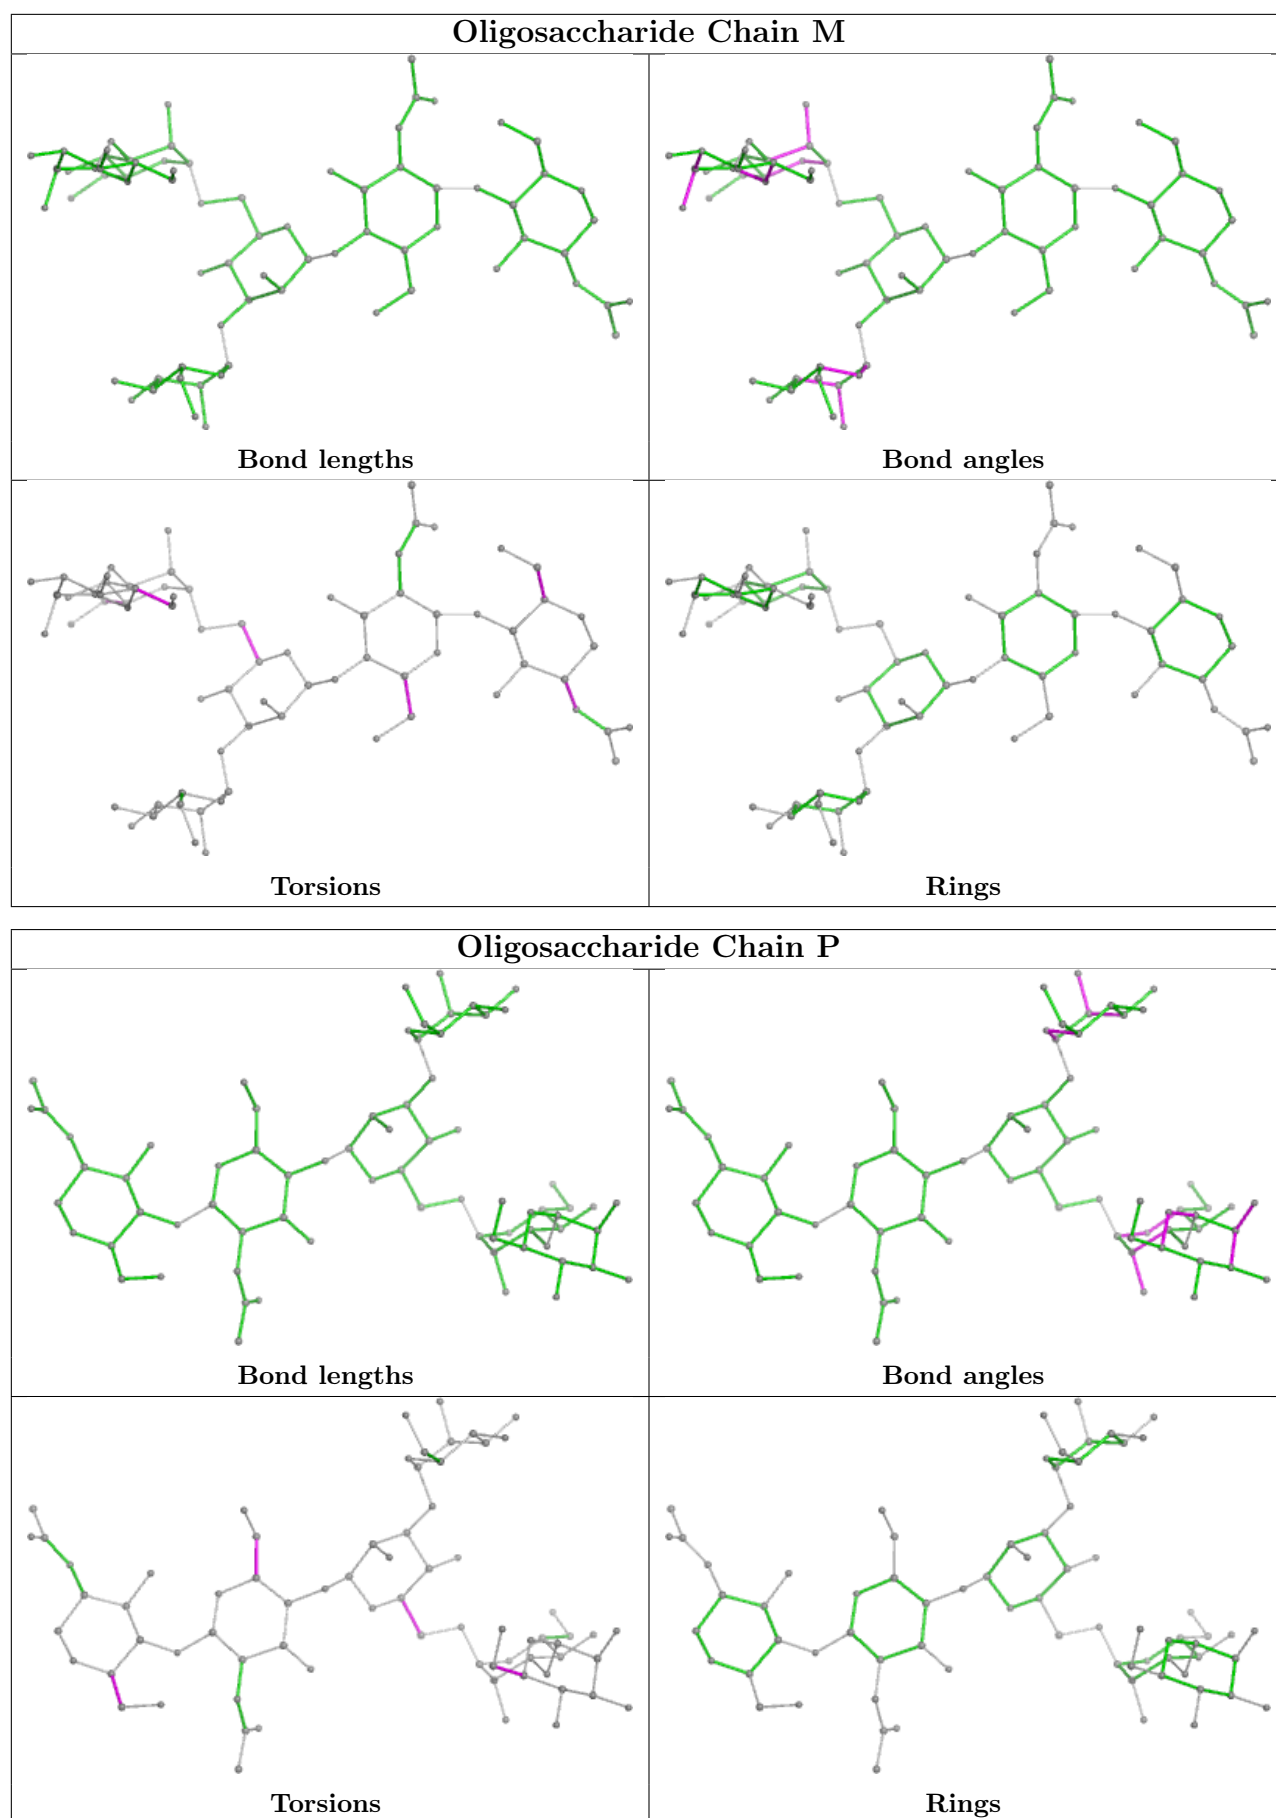 Oligosaccharide Chain M
Bond lengths
Bond angles
Torsions
Rings
Oligosaccharide Chain P
Bond lengths
Bond angles
Torsions
Rings